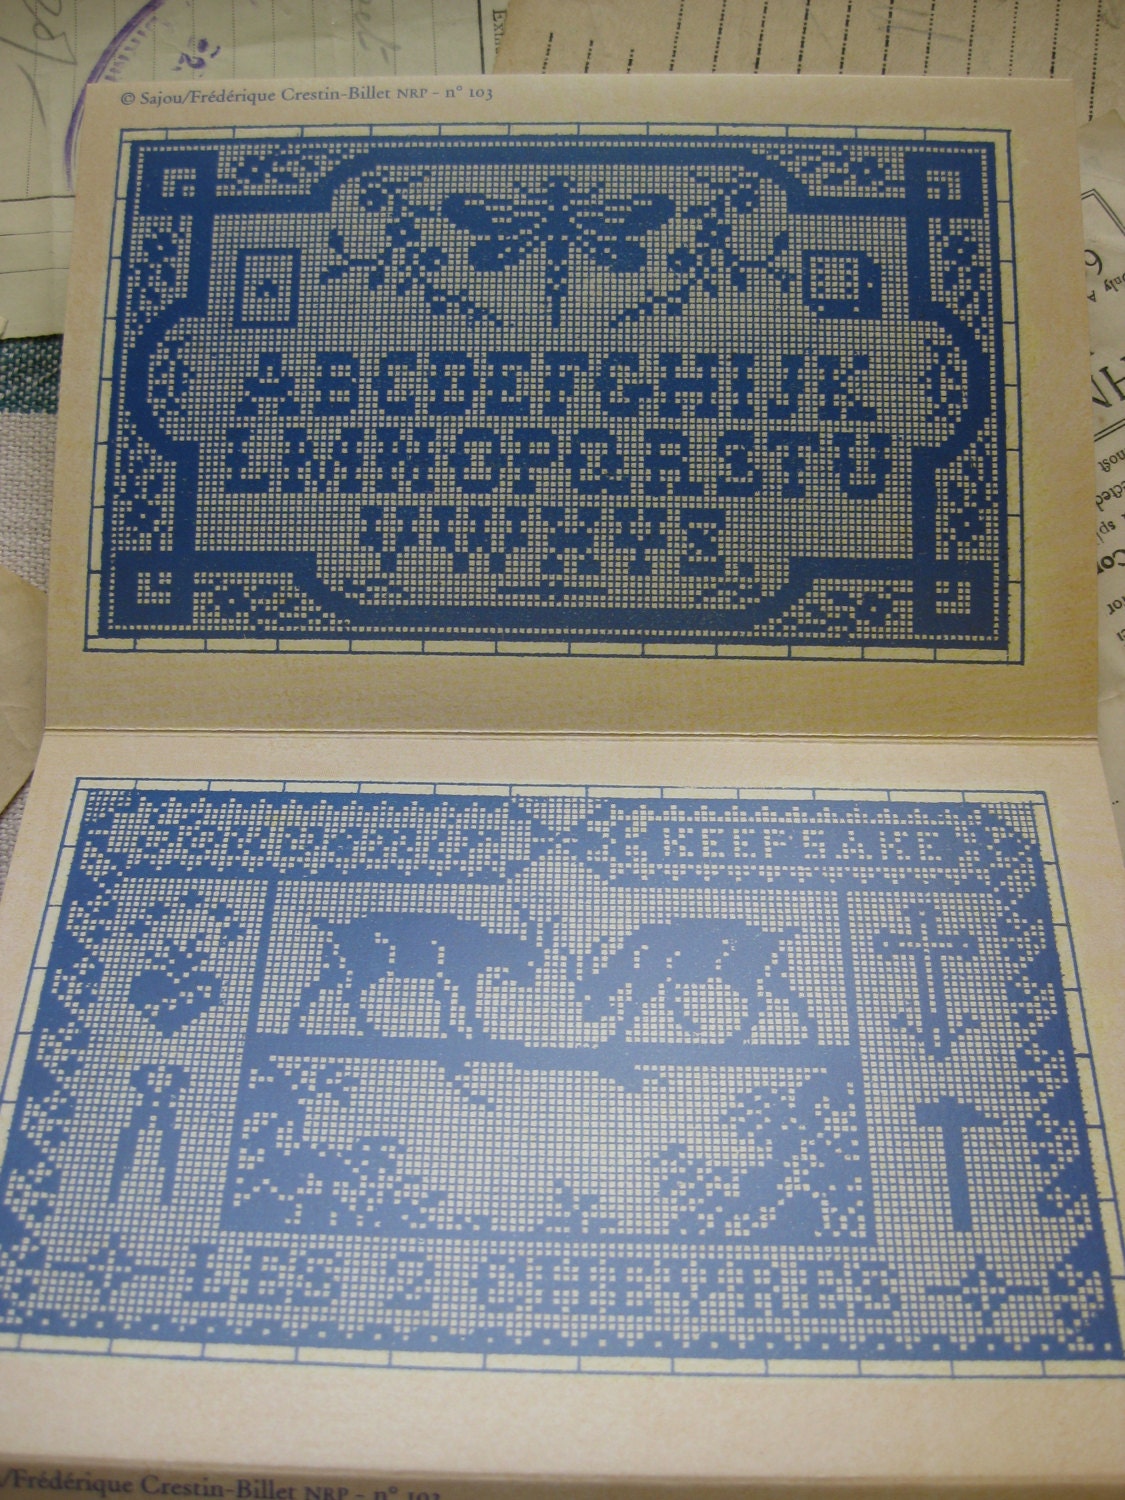 © Sajou/Frédérique Crestin-Billet NRP - n° 103
ABCDEFGHIJK
LMNOPQRSTU
VWXYZ
KEEPSAKE
LES 2 CHEVRES
/Frédérique Crestin-Billet NRP - n° 103